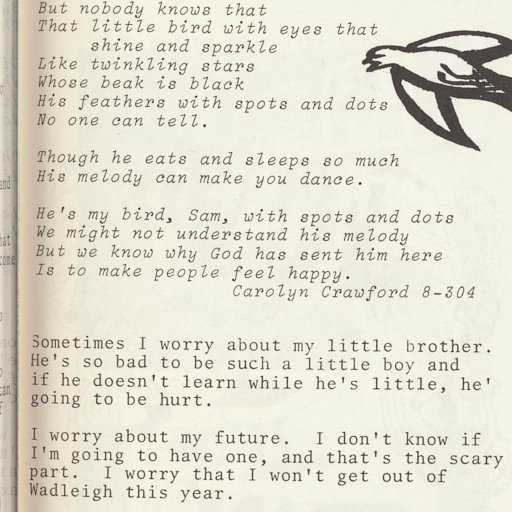 But nobody knows that
That little bird with eyes that
shine and sparkle
Like twinkling stars
Whose beak is black
His feathers with spots and dots
No one can tell.
Though he eats and sleeps so much
His melody can make you dance.
He's my bird, Sam, with spots and dots
We might not understand his melody
But we know why God has sent him here
Is to make people feel happy.
Carolyn Crawford 8-304
Sometimes I worry about my little brother.
He's so bad to be such a little boy and
if he doesn't learn while he's little, he'
going to be hurt.
I worry about my future. I don't know if
I'm going to have one, and that's the scary
part. I worry that I won't get out of
Wadleigh this year.